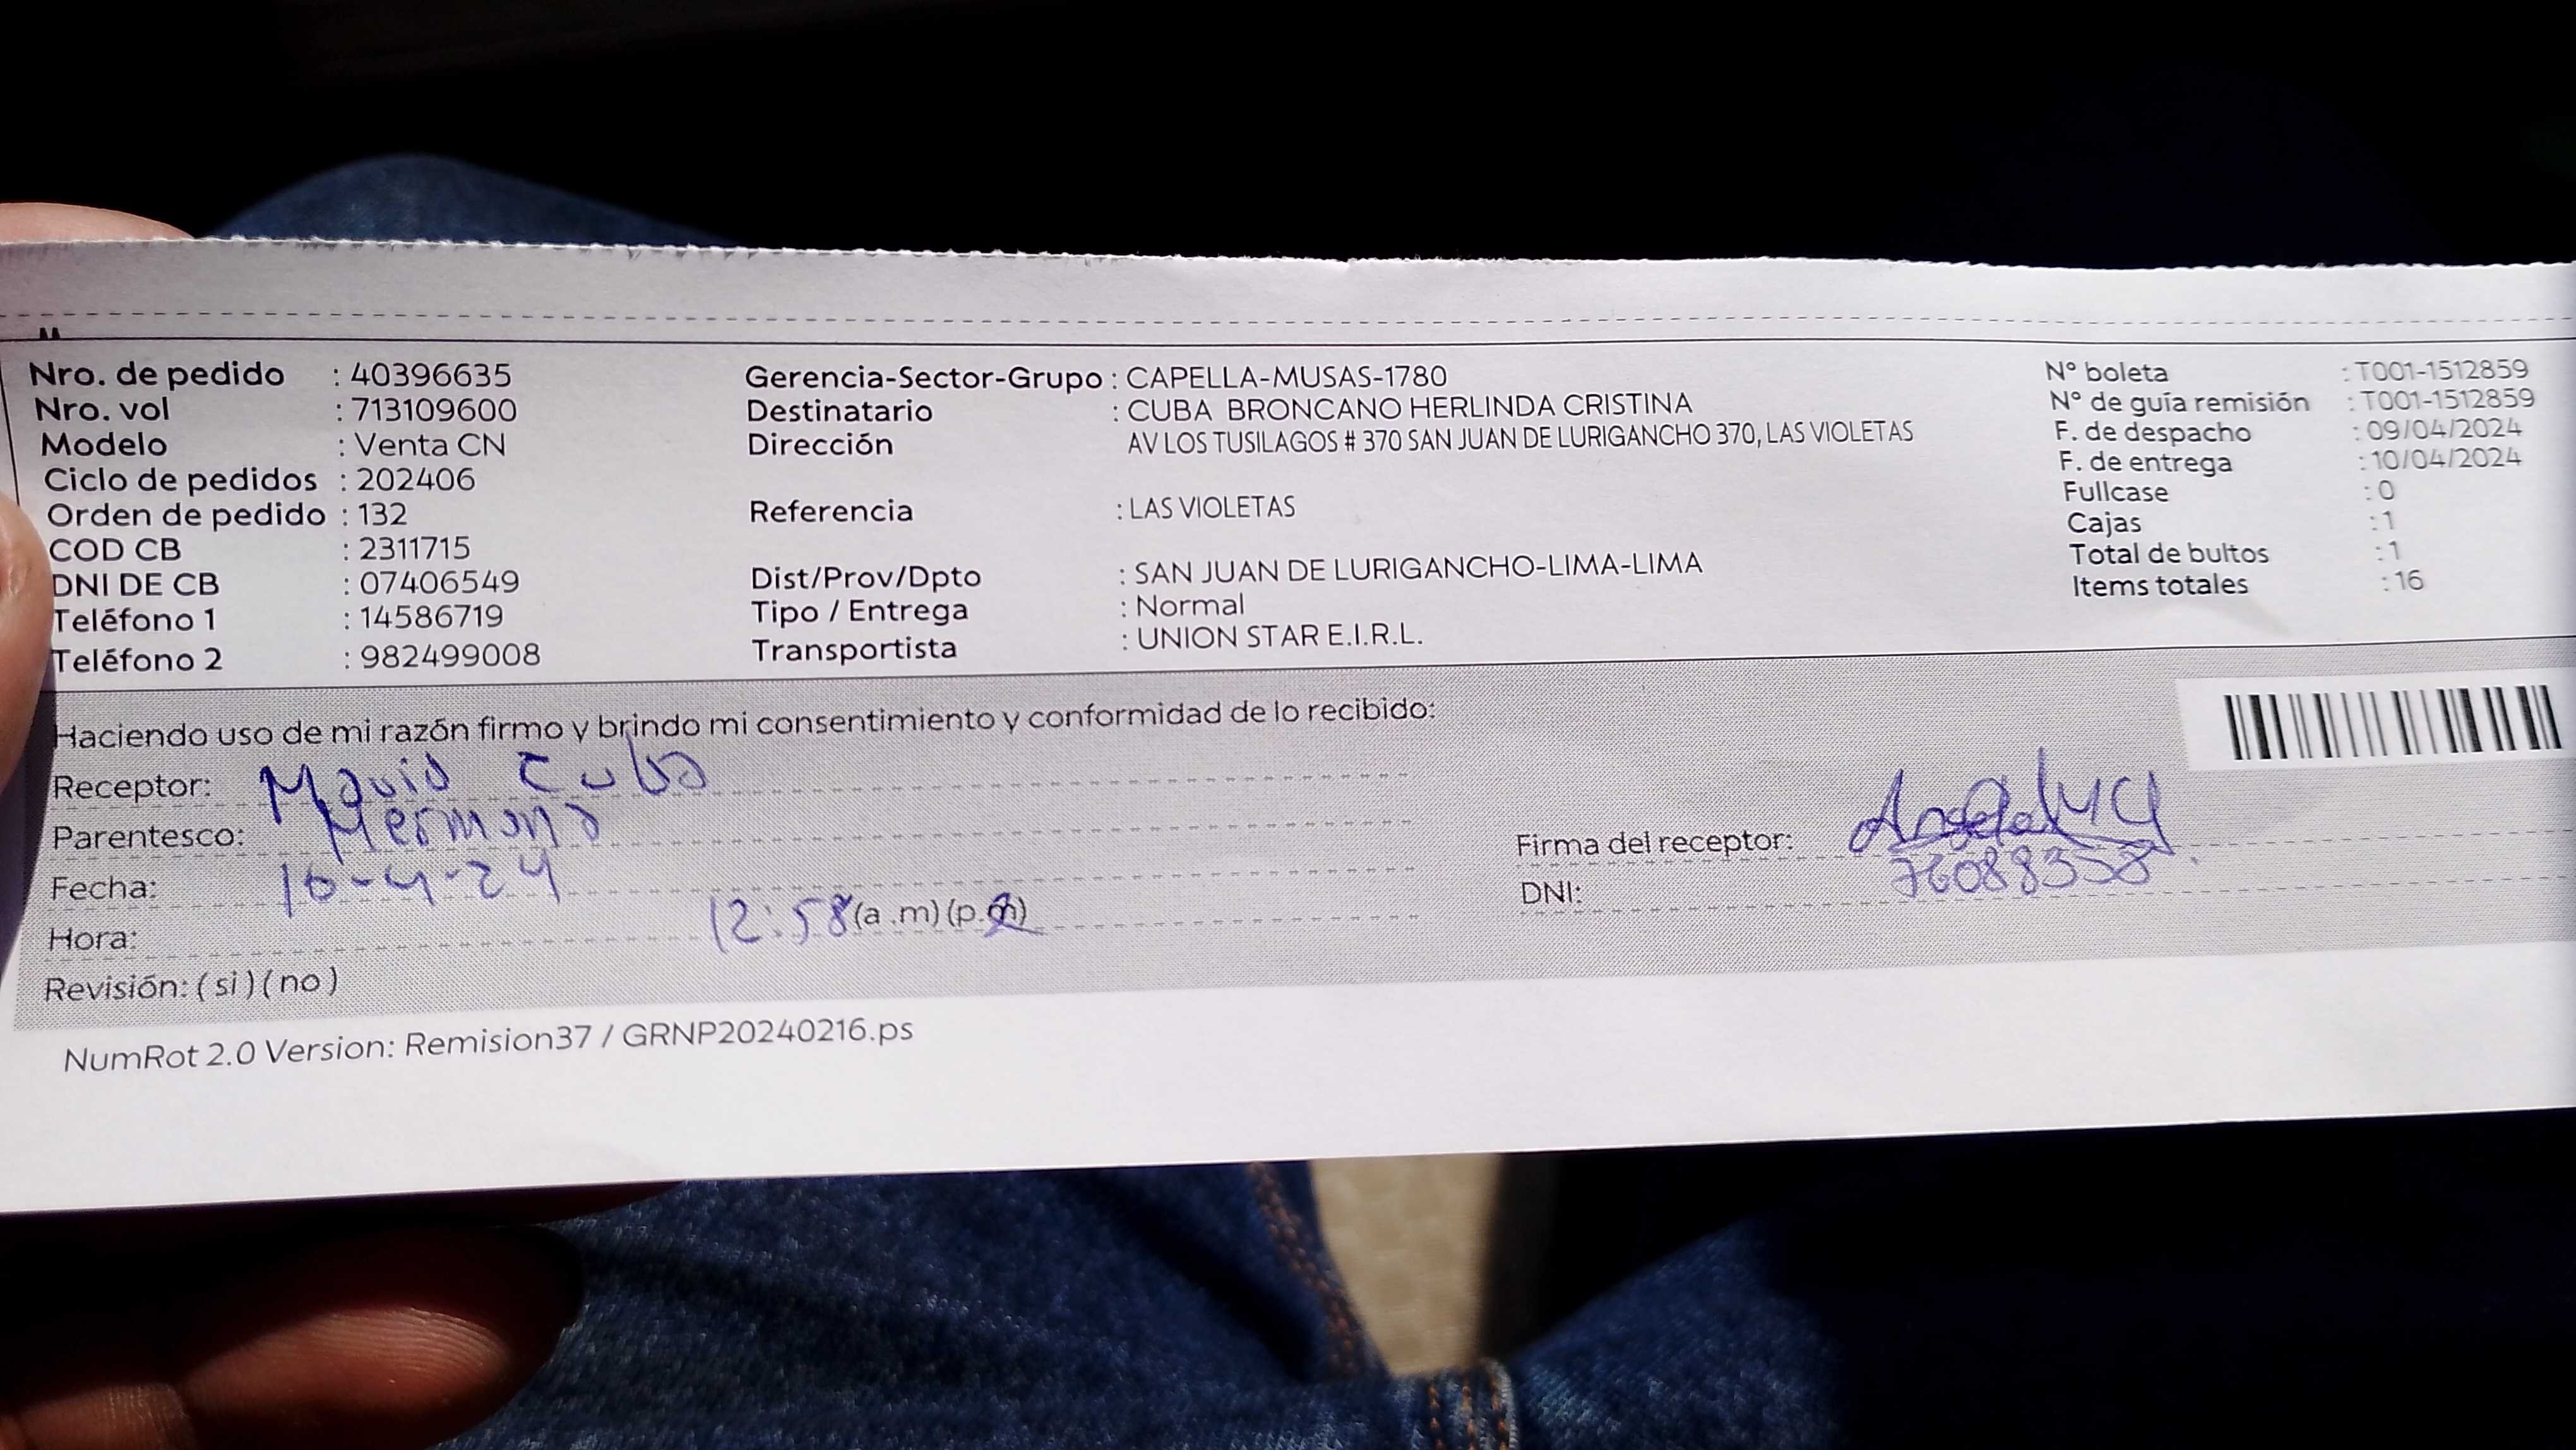 Nro. de pedido : 40396635
Nro. vol : 713109600
Modelo : Venta CN
Ciclo de pedidos : 202406
Orden de pedido : 132
COD CB : 2311715
DNI DE CB : 07406549
Teléfono 1 : 14586719
Teléfono 2 : 982499008
Gerencia-Sector-Grupo : CAPELLA-MUSAS-1780
Destinatario : CUBA BRONCANO HERLINDA CRISTINA
Dirección AV LOS TUSILAGOS # 370 SAN JUAN DE LURIGANCHO 370, LAS VIOLETAS
Referencia : LAS VIOLETAS
Dist/Prov/Dpto : SAN JUAN DE LURIGANCHO-LIMA-LIMA
Tipo / Entrega : Normal
Transportista : UNION STAR E.I.R.L.
N° boleta : T001-1512859
N° de guía remisión : T001-1512859
F. de despacho : 09/04/2024
F. de entrega : 10/04/2024
Fullcase : 0
Cajas : 1
Total de bultos : 1
Items totales : 16
Haciendo uso de mi razón firmo y brindo mi consentimiento y conformidad de lo recibido:
Receptor: Cuba
Parentesco: Hermana
Fecha: 10-4-24
Hora: 12:58 (a .m) (p.m)
Revisión: ( si ) ( no )
Firma del receptor:
DNI: 76088358
NumRot 2.0 Version: Remision37 / GRNP20240216.ps